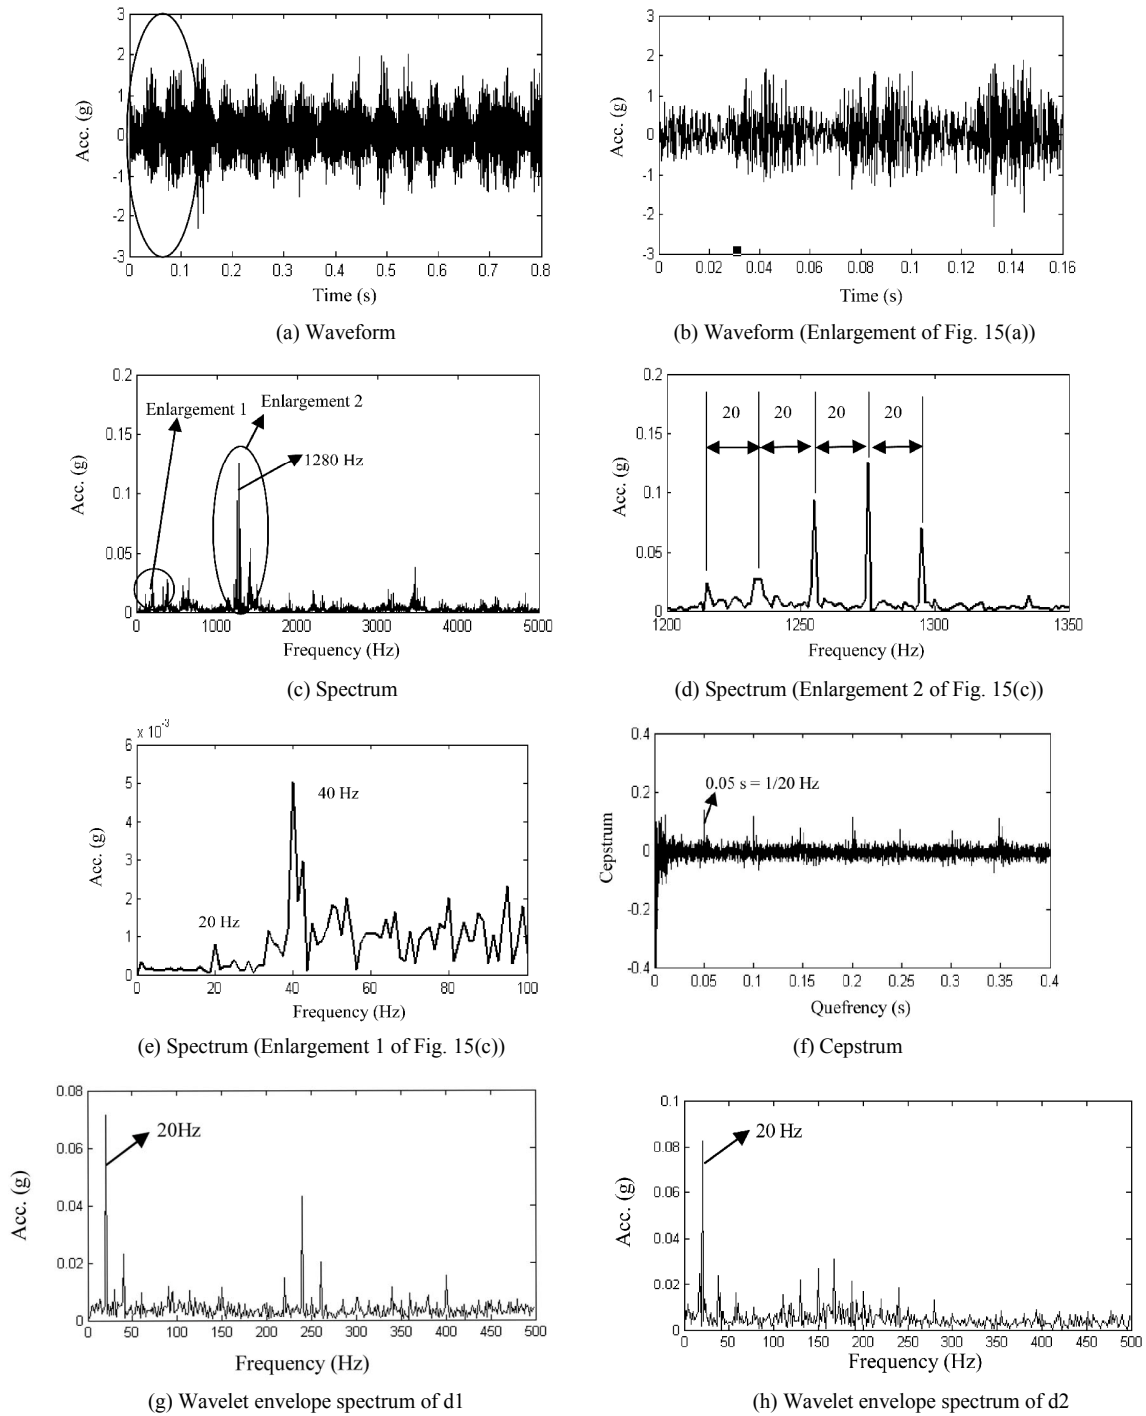 3
2
1
0
-1
-2
-3
Acc. (g)
0 0.1 0.2 0.3 0.4 0.5 0.6 0.7 0.8
Time (s)
(a) Waveform
3
2
1
0
-1
-2
-3
Acc. (g)
0 0.02 0.04 0.06 0.08 0.1 0.12 0.14 0.16
Time (s)
(b) Waveform (Enlargement of Fig. 15(a))
0.2
0.15
0.1
0.05
0
Acc. (g)
Enlargement 1
Enlargement 2
1280 Hz
0 1000 2000 3000 4000 5000
Frequency (Hz)
(c) Spectrum
0.2
0.15
0.1
0.05
0
Acc. (g)
20 20 20 20
1200 1250 1300 1350
Frequency (Hz)
(d) Spectrum (Enlargement 2 of Fig. 15(c))
x 10-3
6
5
4
3
2
1
0
Acc. (g)
40 Hz
20 Hz
0 20 40 60 80 100
Frequency (Hz)
(e) Spectrum (Enlargement 1 of Fig. 15(c))
0.4
0.2
0
-0.2
-0.4
Cepstrum
0.05 s = 1/20 Hz
0 0.05 0.1 0.15 0.2 0.25 0.3 0.35 0.4
Quefrency (s)
(f) Cepstrum
0.08
0.06
0.04
0.02
0
Acc. (g)
20Hz
0 50 100 150 200 250 300 350 400 450 500
Frequency (Hz)
(g) Wavelet envelope spectrum of d1
0.1
0.08
0.06
0.04
0.02
0
Acc. (g)
20 Hz
0 50 100 150 200 250 300 350 400 450 500
Frequency (Hz)
(h) Wavelet envelope spectrum of d2